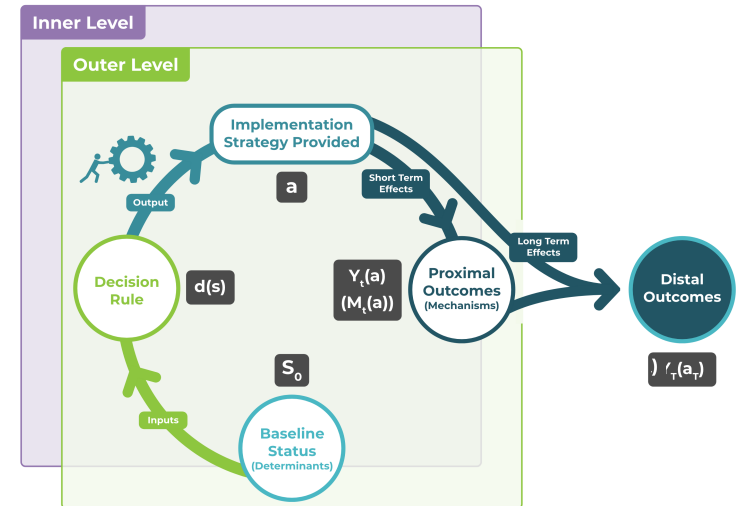 Inner Level
Outer Level
Implementation
Strategy Provided
a
Short Term
Effects
Output
Long Term
Effects
Decision
Rule
d(s)
Yt(a)
(Mt(a))
Proximal
Outcomes
(Mechanisms)
Distal
Outcomes
S0
(aT)
Inputs
Baseline
Status
(Determinants)